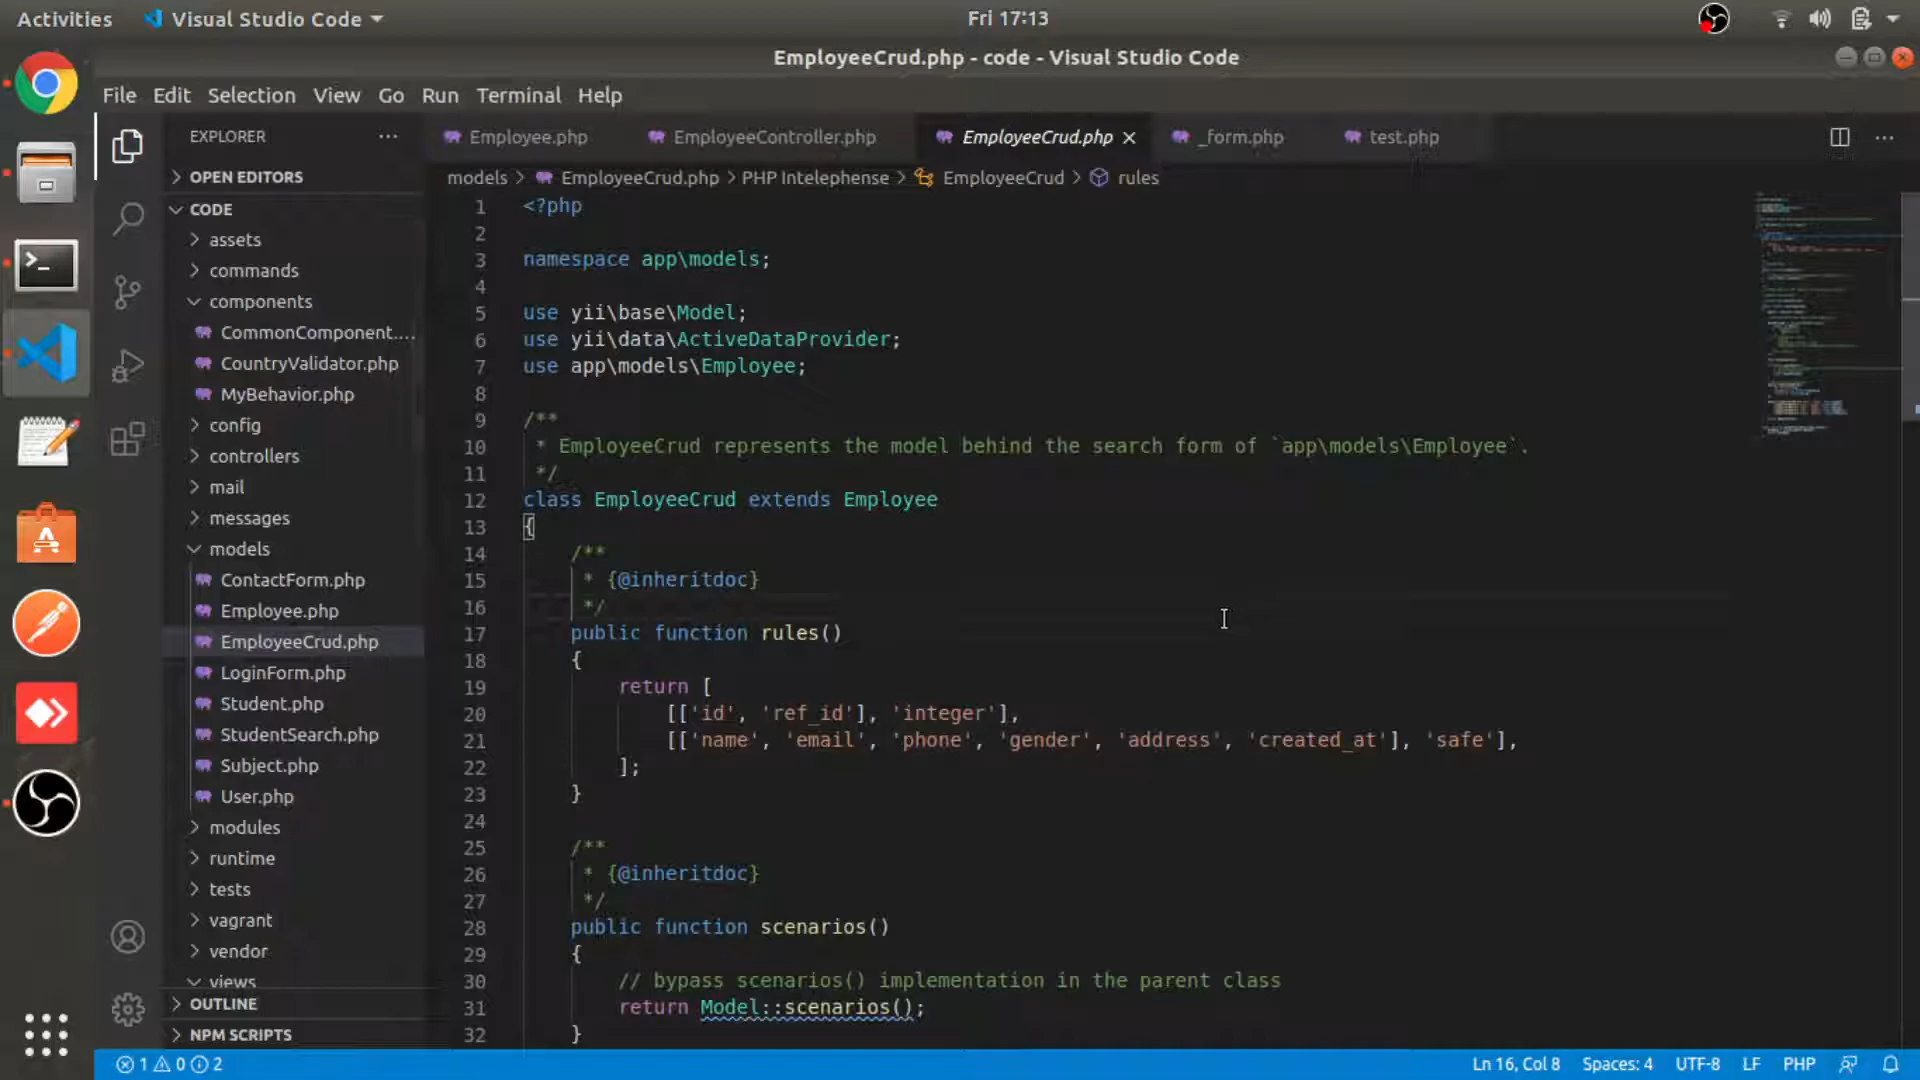 Activities
Visual Studio Code
Fri 17:13
EmployeeCrud.php - code - Visual Studio Code
File Edit Selection View Go Run Terminal Help
EXPLORER
OPEN EDITORS
CODE
assets
commands
components
CommonComponent....
CountryValidator.php
MyBehavior.php
config
controllers
mail
messages
models
ContactForm.php
Employee.php
EmployeeCrud.php
LoginForm.php
Student.php
StudentSearch.php
Subject.php
User.php
modules
runtime
tests
vagrant
vendor
views
OUTLINE
NPM SCRIPTS
Employee.php EmployeeController.php EmployeeCrud.php _form.php test.php
models > EmployeeCrud.php > PHP Intelephense > EmployeeCrud > rules
1 <?php
2
3 namespace app\models;
4
5 use yii\base\Model;
6 use yii\data\ActiveDataProvider;
7 use app\models\Employee;
8
9 /**
10 * EmployeeCrud represents the model behind the search form of `app\models\Employee`.
11 */
12 class EmployeeCrud extends Employee
13 {
14 /**
15 * {@inheritdoc}
16 */
17 public function rules()
18 {
19 return [
20 [['id', 'ref_id'], 'integer'],
21 [['name', 'email', 'phone', 'gender', 'address', 'created_at'], 'safe'],
22 ];
23 }
24
25 /**
26 * {@inheritdoc}
27 */
28 public function scenarios()
29 {
30 // bypass scenarios() implementation in the parent class
31 return Model::scenarios();
32 }
1 0 2
Ln 16, Col 8 Spaces: 4 UTF-8 LF PHP